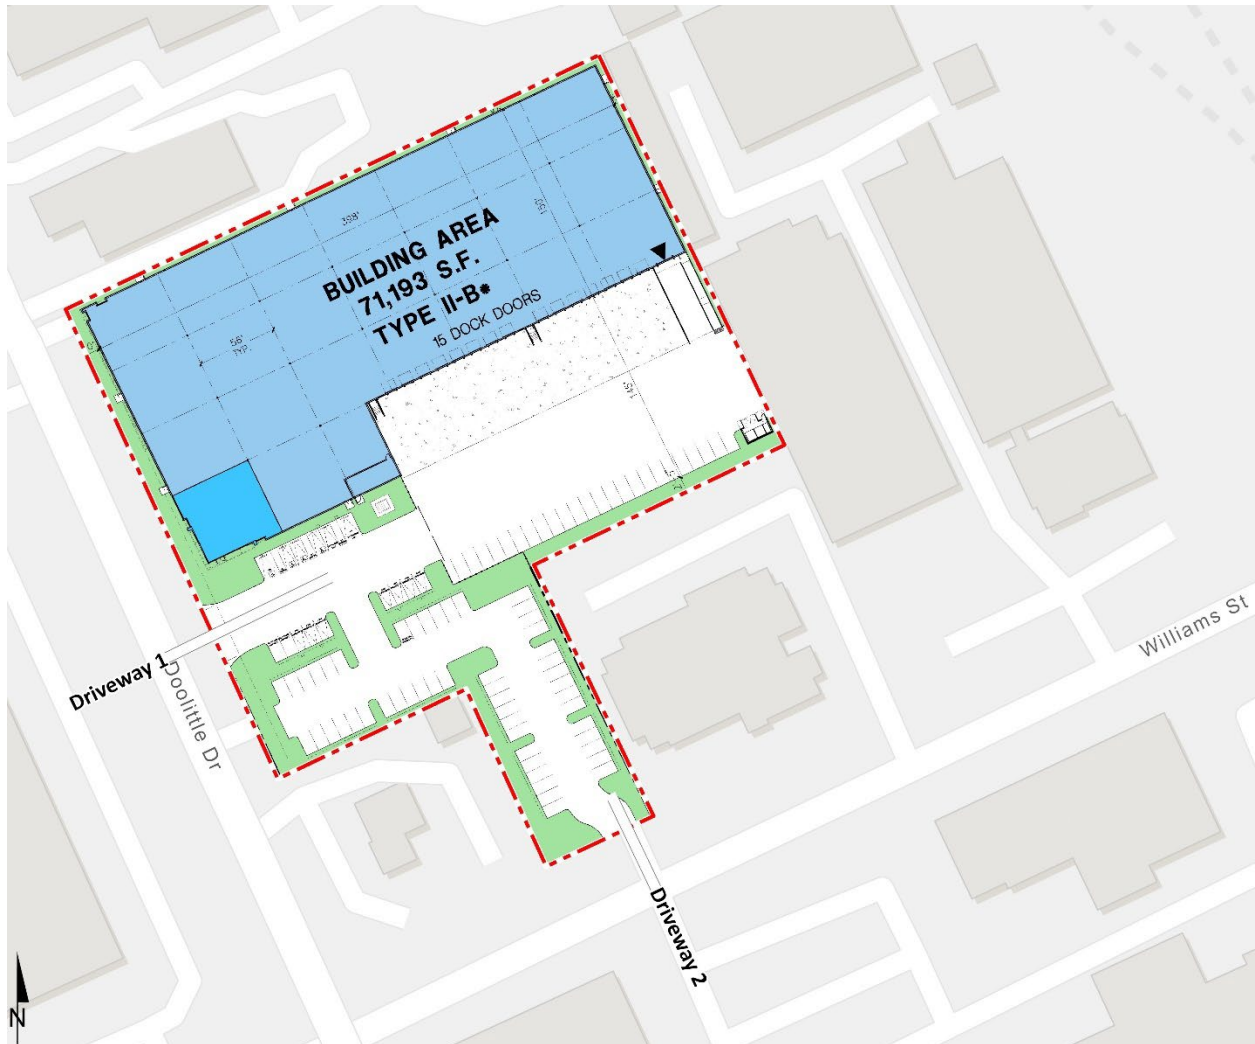 398'
BUILDING AREA
71,193 S.F.
TYPE II-B*
15 DOCK DOORS
56'
TYP.
145'
Driveway 1
Doolittle Dr
Williams St
Driveway 2
N